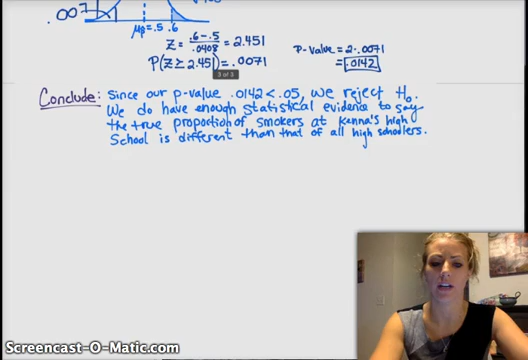 .007
μp̂=.5 .6
Z = .6-.5/.0408 = 2.451
P(Z≥2.451)=.0071
3 of 3
P-Value = 2·.0071
= .0142
Conclude: Since our p-value .0142 < .05, we reject H₀.
We do have enough statistical evidence to say
the true proportion of smokers at Kenna's high
School is different than that of all high schoolers.
Screencast-O-Matic.com